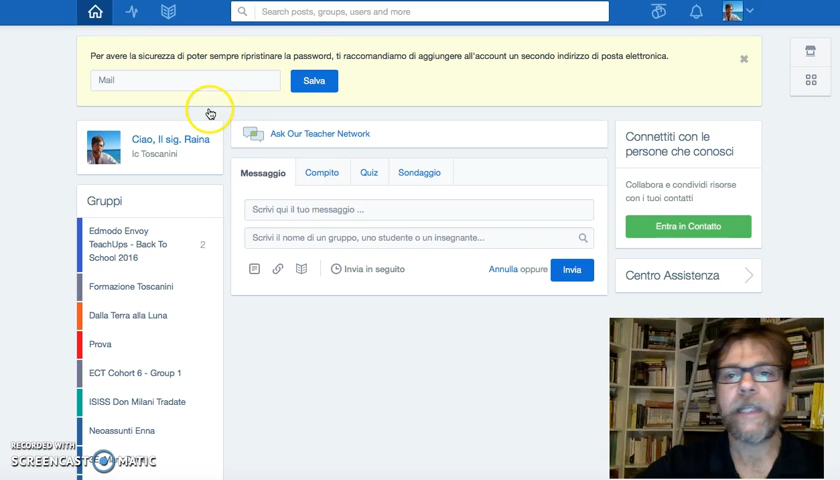 Search posts, groups, users and more
Per avere la sicurezza di poter sempre ripristinare la password, ti raccomandiamo di aggiungere all'account un secondo indirizzo di posta elettronica.
Mail
Salva
Ciao, Il sig. Raina
Ic Toscanini
Gruppi
Edmodo Envoy
TeachUps - Back To
School 2016
2
Formazione Toscanini
Dalla Terra alla Luna
Prova
ECT Cohort 6 - Group 1
ISISS Don Milani Tradate
Neoassunti Enna
Ask Our Teacher Network
Messaggio
Compito
Quiz
Sondaggio
Scrivi qui il tuo messaggio ...
Scrivi il nome di un gruppo, uno studente o un insegnante...
Invia in seguito
Annulla oppure
Invia
Connettiti con le
persone che conosci
Collabora e condividi risorse
con i tuoi contatti
Entra in Contatto
Centro Assistenza
RECORDED WITH
SCREENCAST-O-MATIC